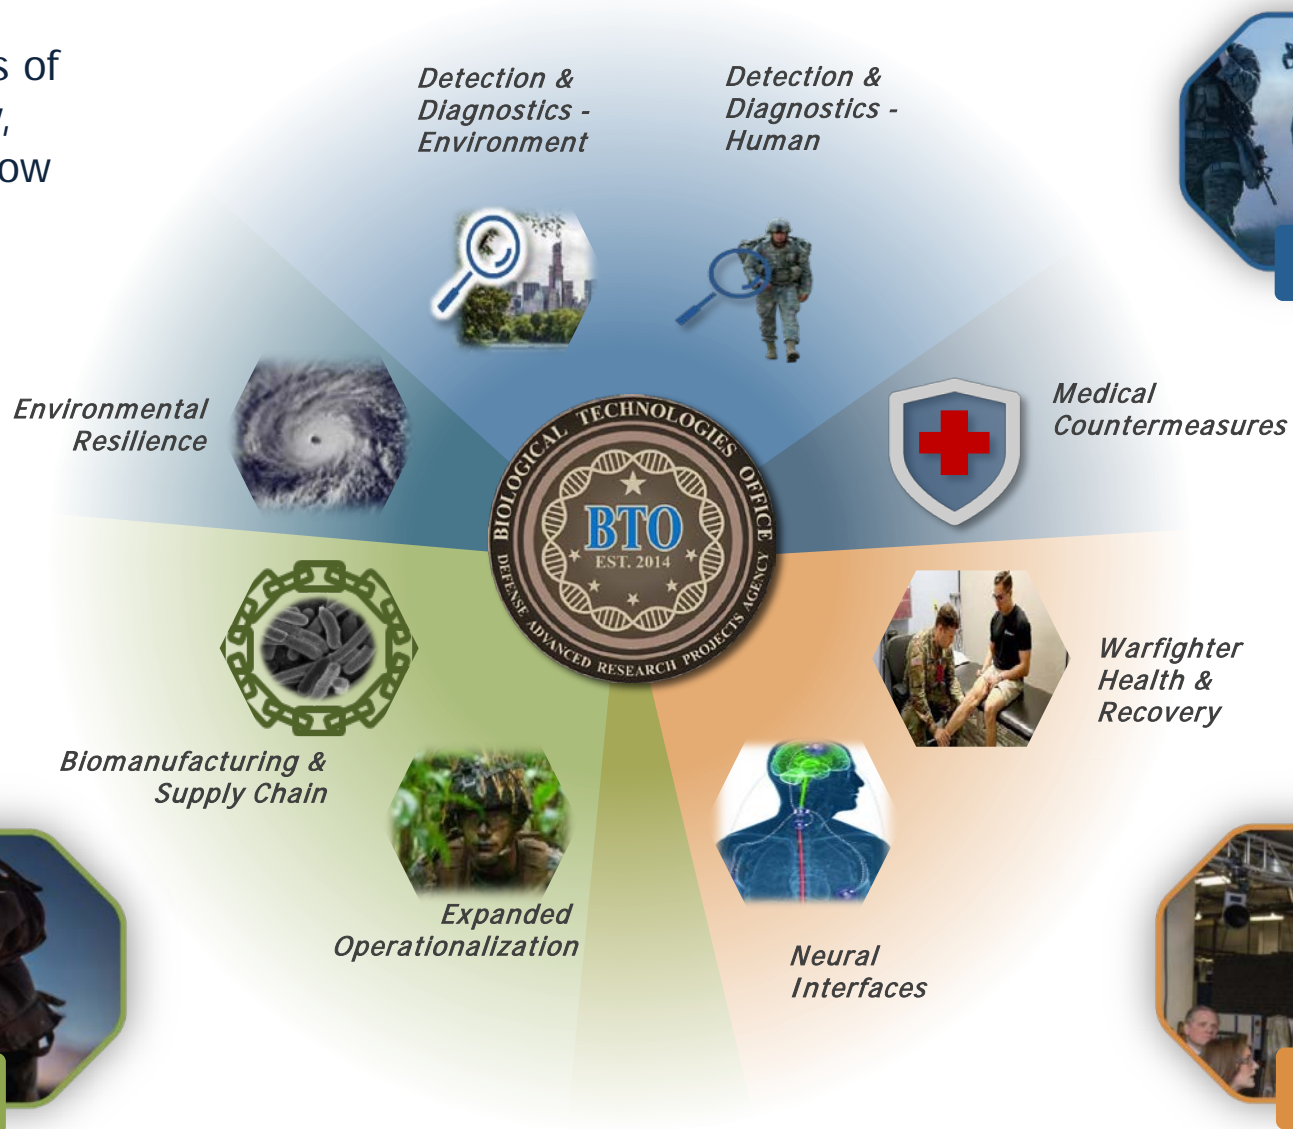 s of
ow
Detection &
Diagnostics -
Environment
Detection &
Diagnostics -
Human
Environmental
Resilience
Medical
Countermeasures
BIOLOGICAL TECHNOLOGIES OFFICE
BTO
EST. 2014
DEFENSE ADVANCED RESEARCH PROJECTS AGENCY
Warfighter
Health &
Recovery
Biomanufacturing &
Supply Chain
Expanded
Operationalization
Neural
Interfaces